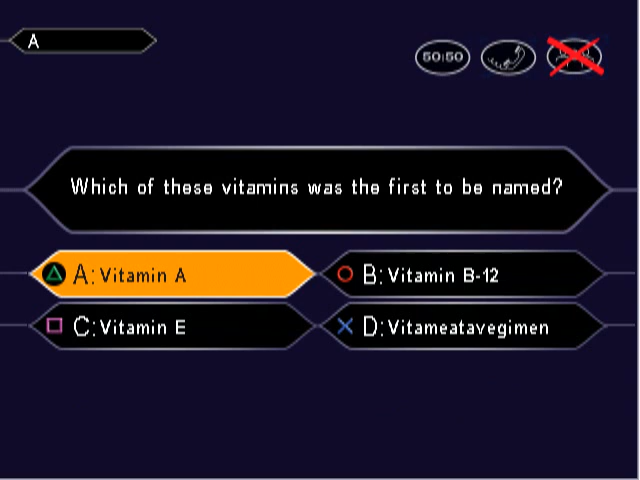 A
50:50
Which of these vitamins was the first to be named?
A: Vitamin A
B: Vitamin B-12
C: Vitamin E
D: Vitameatavegimen